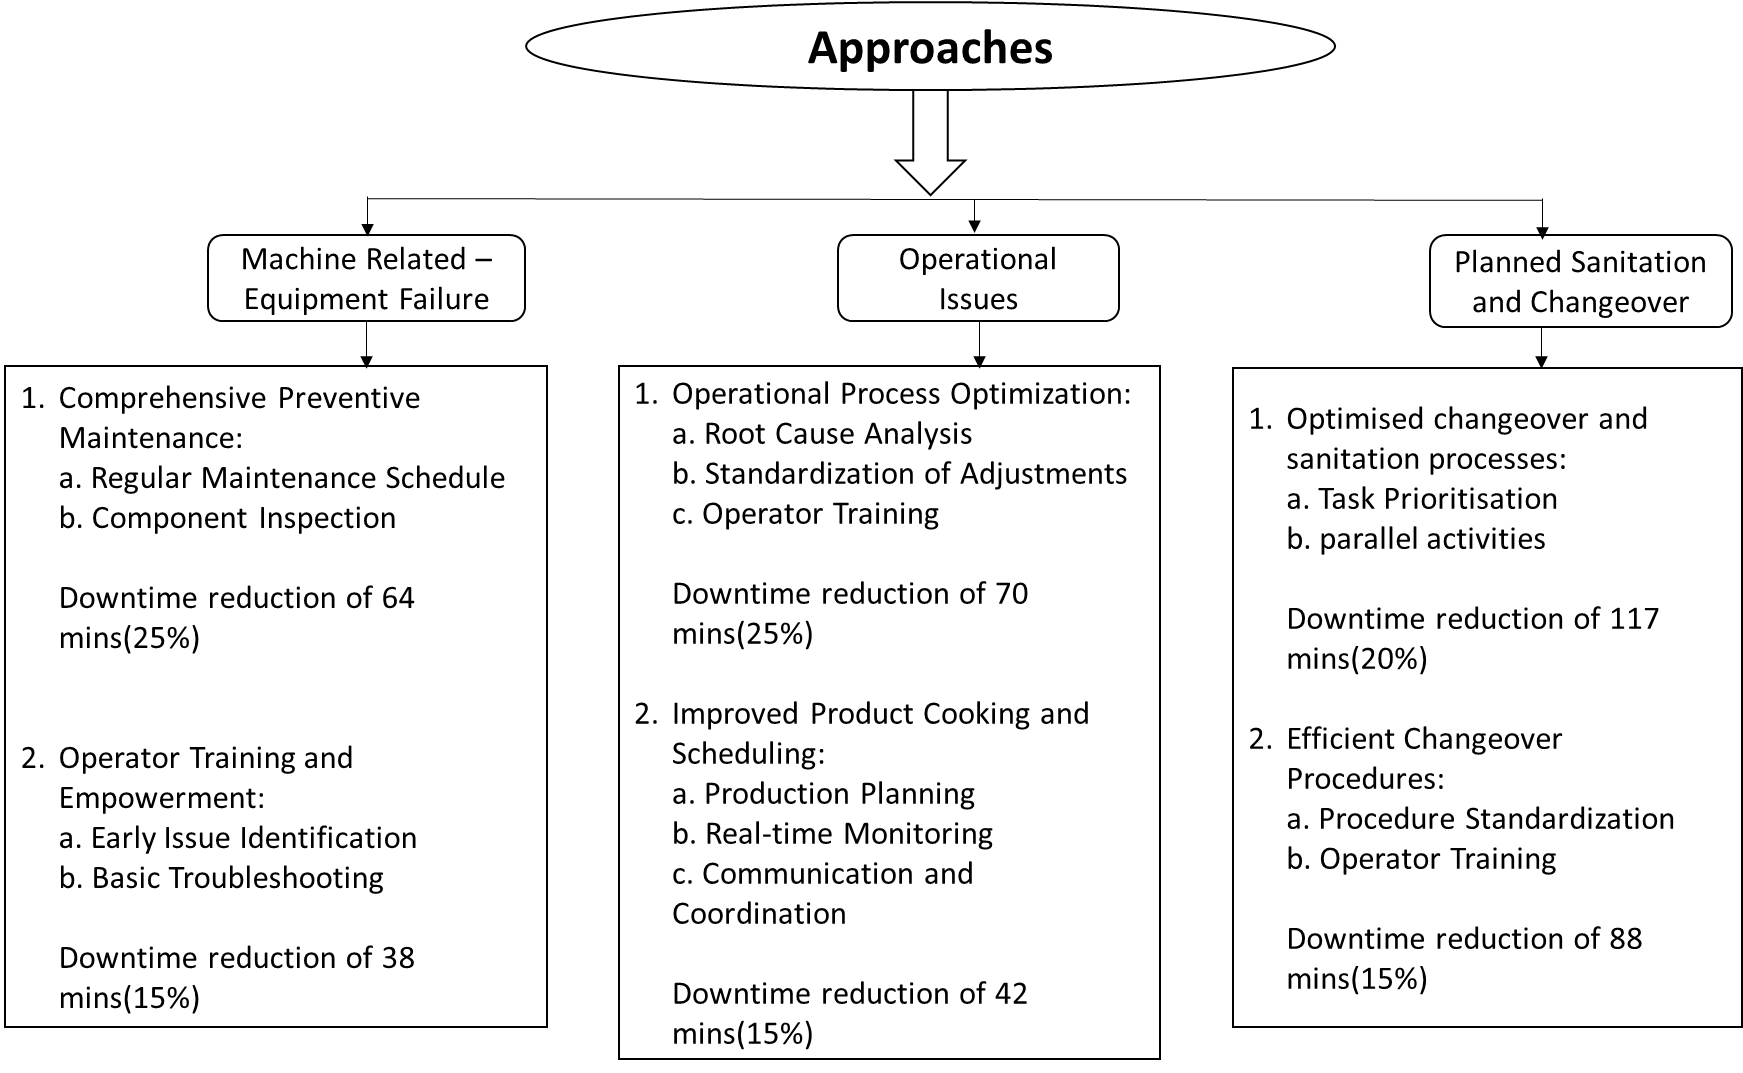 Approaches
Machine Related –
Equipment Failure
Operational
Issues
Planned Sanitation
and Changeover
1. Comprehensive Preventive
Maintenance:
a. Regular Maintenance Schedule
b. Component Inspection
Downtime reduction of 64
mins(25%)
2. Operator Training and
Empowerment:
a. Early Issue Identification
b. Basic Troubleshooting
Downtime reduction of 38
mins(15%)
1. Operational Process Optimization:
a. Root Cause Analysis
b. Standardization of Adjustments
c. Operator Training
Downtime reduction of 70
mins(25%)
2. Improved Product Cooking and
Scheduling:
a. Production Planning
b. Real-time Monitoring
c. Communication and
Coordination
Downtime reduction of 42
mins(15%)
1. Optimised changeover and
sanitation processes:
a. Task Prioritisation
b. parallel activities
Downtime reduction of 117
mins(20%)
2. Efficient Changeover
Procedures:
a. Procedure Standardization
b. Operator Training
Downtime reduction of 88
mins(15%)